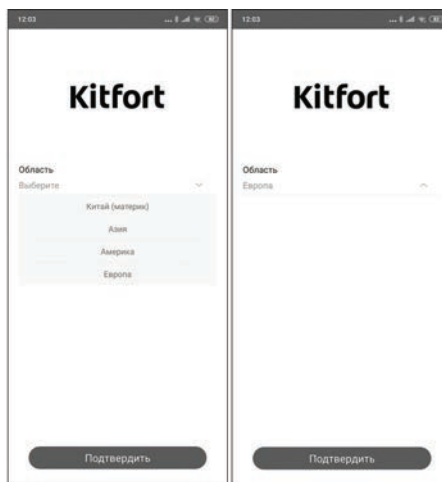 12:03
Kitfort
Область
Выберите
Китай (материк)
Азия
Америка
Европа
Подтвердить
12:03
Kitfort
Область
Европа
Подтвердить